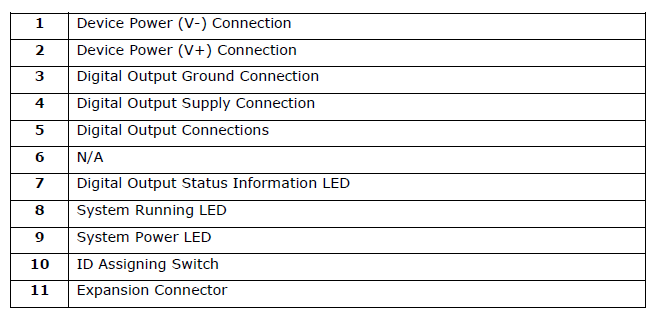 1 Device Power (V-) Connection
2 Device Power (V+) Connection
3 Digital Output Ground Connection
4 Digital Output Supply Connection
5 Digital Output Connections
6 N/A
7 Digital Output Status Information LED
8 System Running LED
9 System Power LED
10 ID Assigning Switch
11 Expansion Connector